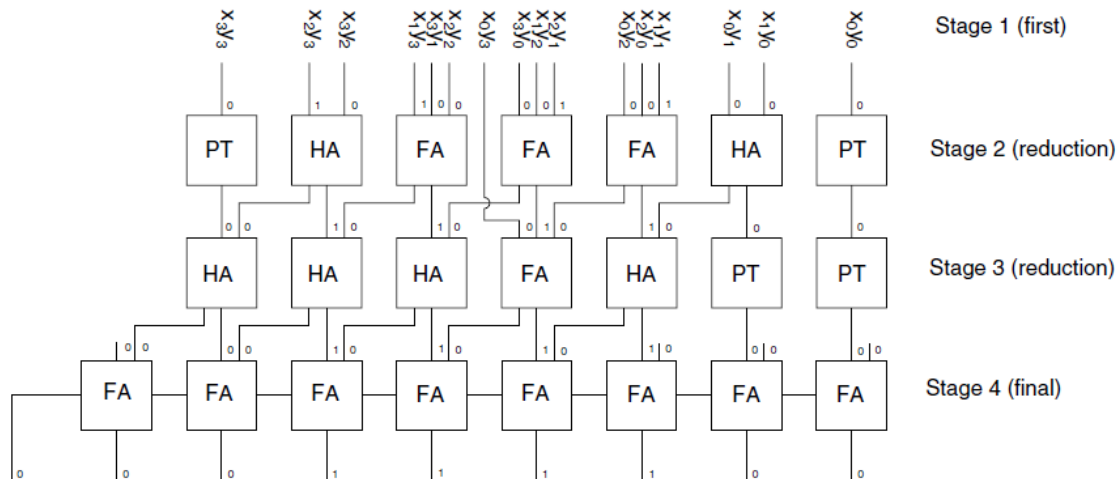 x₃y₃ x₂y₃ x₃y₂ x₁y₃ x₃y₁ x₂y₂ x₀y₃ x₃y₀ x₁y₂ x₂y₁ x₀y₂ x₂y₀ x₁y₁ x₀y₁ x₁y₀ x₀y₀ Stage 1 (first)
0 1 0 1 0 0 0 0 1 0 0 1 0 0 0
PT HA FA FA FA HA PT Stage 2 (reduction)
0 0 1 0 1 0 0 1 0 1 0 0 0
HA HA HA FA HA PT PT Stage 3 (reduction)
0 0 0 0 1 0 1 0 1 0 1 0 0 0 0 0
FA FA FA FA FA FA FA FA Stage 4 (final)
0 0 0 1 1 1 1 0 0